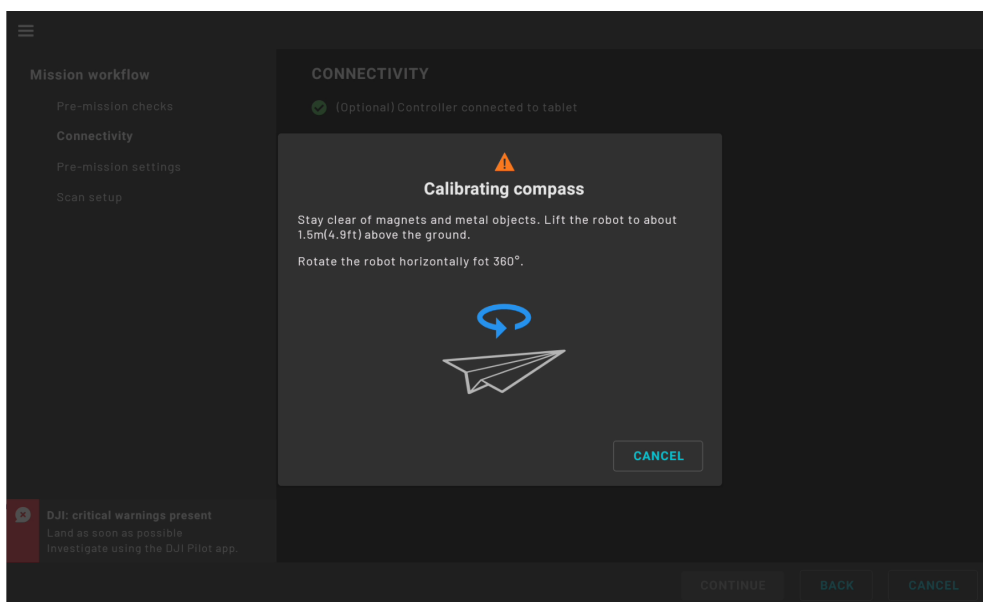 Mission workflow
Pre-mission checks
Connectivity
Pre-mission settings
Scan setup
CONNECTIVITY
(Optional) Controller connected to tablet
Calibrating compass
Stay clear of magnets and metal objects. Lift the robot to about
1.5m(4.9ft) above the ground.
Rotate the robot horizontally fot 360°.
CANCEL
DJI: critical warnings present
Land as soon as possible
Investigate using the DJI Pilot app.
CONTINUE
BACK
CANCEL